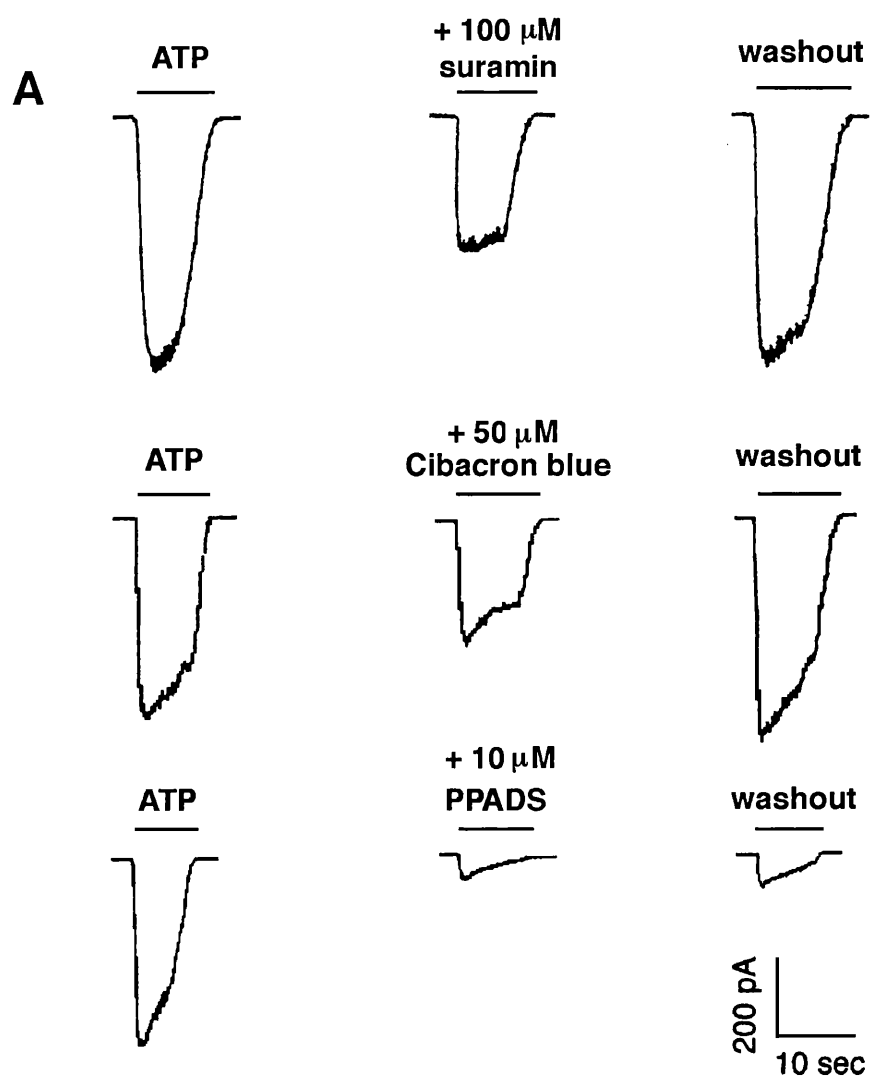 A
ATP
+ 100 μM
suramin
washout
ATP
+ 50 μM
Cibacron blue
washout
ATP
+ 10 μM
PPADS
washout
200 pA
10 sec